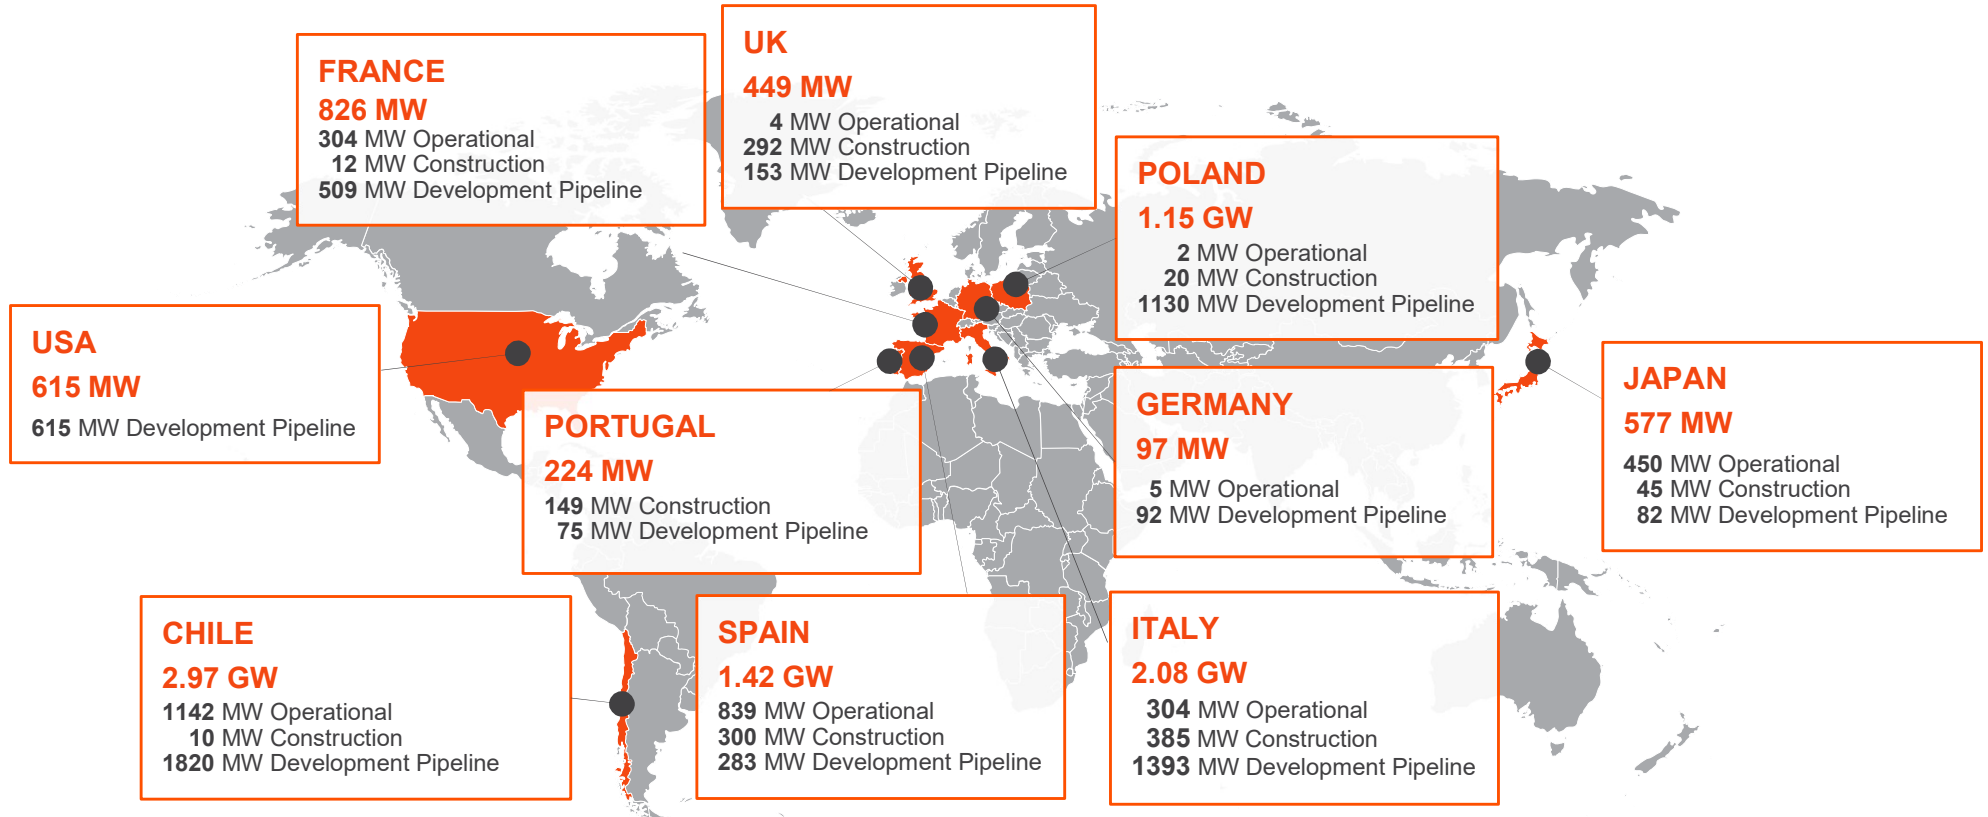 FRANCE
826 MW
304 MW Operational
12 MW Construction
509 MW Development Pipeline
UK
449 MW
4 MW Operational
292 MW Construction
153 MW Development Pipeline
POLAND
1.15 GW
2 MW Operational
20 MW Construction
1130 MW Development Pipeline
USA
615 MW
615 MW Development Pipeline
PORTUGAL
224 MW
149 MW Construction
75 MW Development Pipeline
GERMANY
97 MW
5 MW Operational
92 MW Development Pipeline
JAPAN
577 MW
450 MW Operational
45 MW Construction
82 MW Development Pipeline
CHILE
2.97 GW
1142 MW Operational
10 MW Construction
1820 MW Development Pipeline
SPAIN
1.42 GW
839 MW Operational
300 MW Construction
283 MW Development Pipeline
ITALY
2.08 GW
304 MW Operational
385 MW Construction
1393 MW Development Pipeline